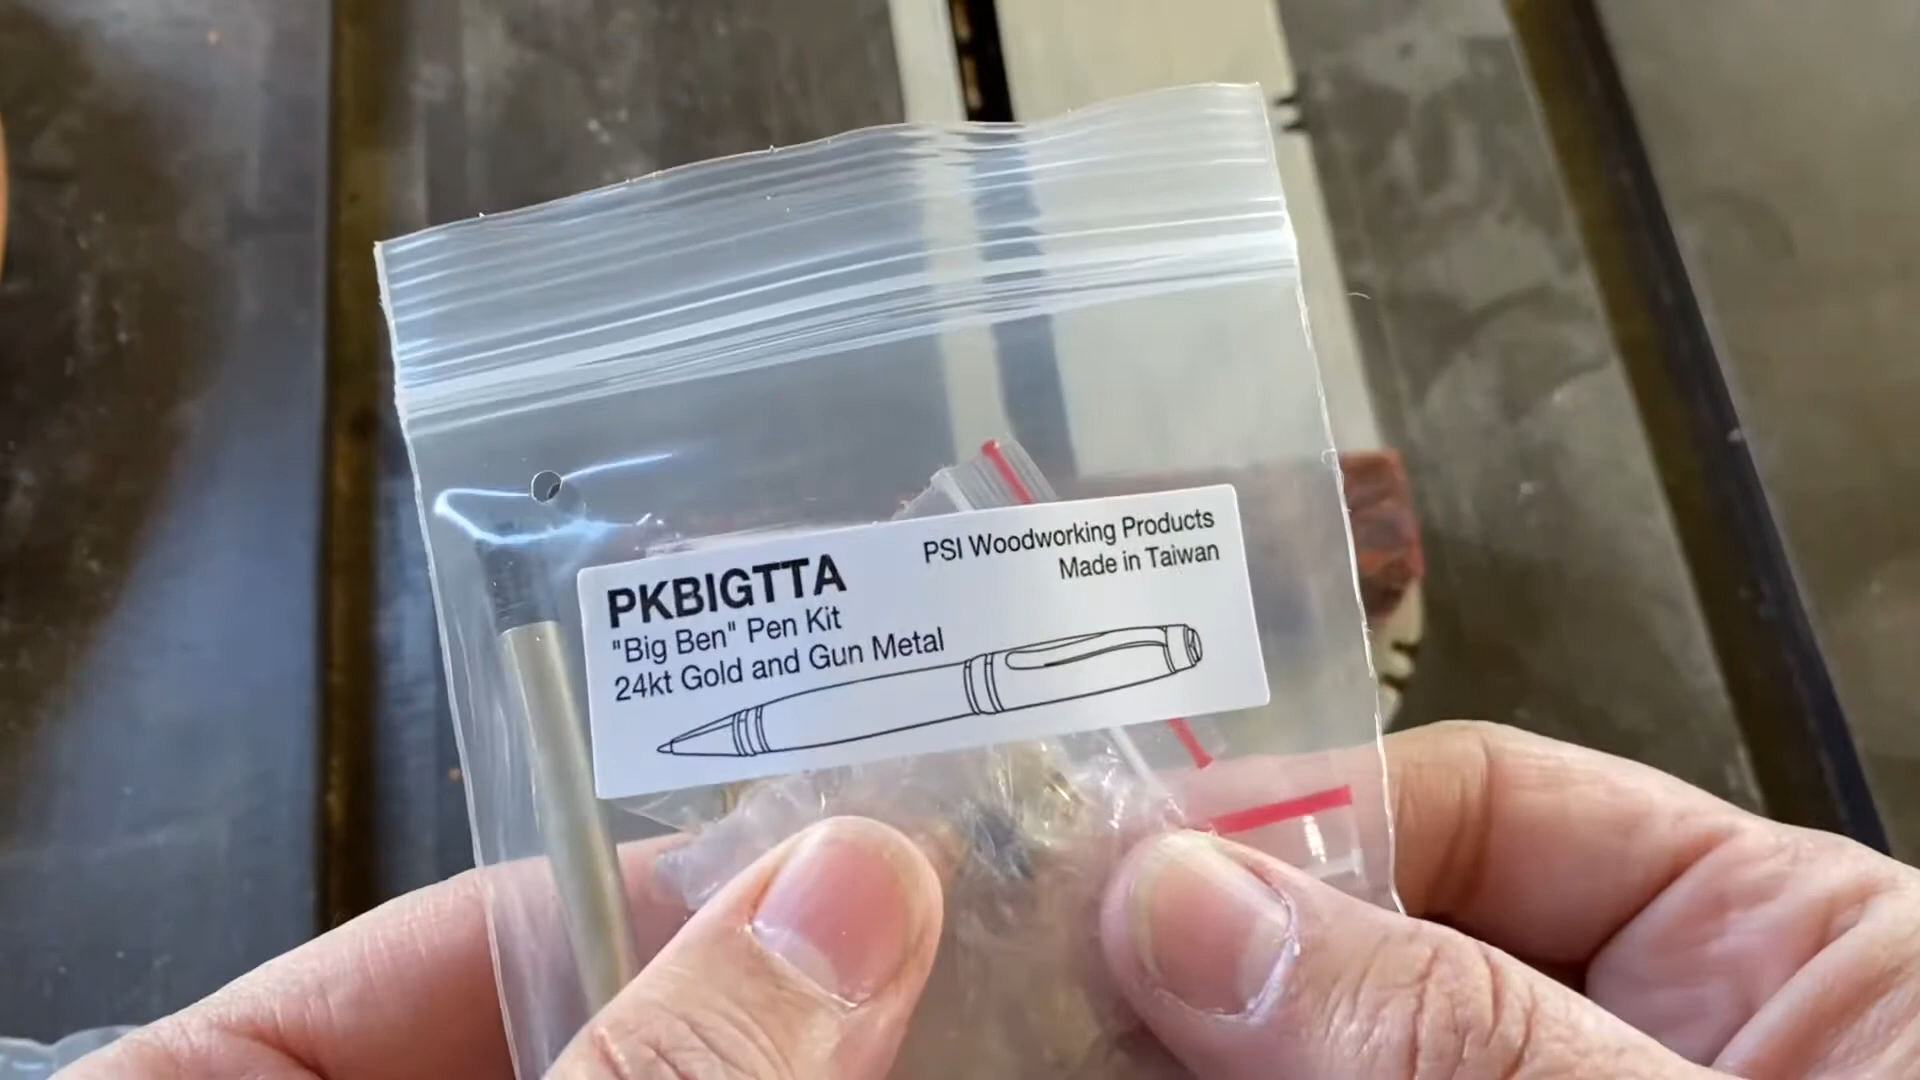 PKBIGTTA
"Big Ben" Pen Kit
24kt Gold and Gun Metal
PSI Woodworking Products
Made in Taiwan